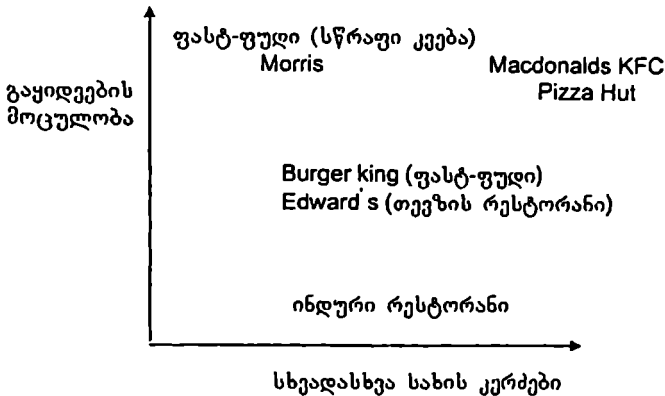 ფასტ-ფუდი (სწრაფი კვება)
Morris
Macdonalds KFC
Pizza Hut
გაყიდვების
მოცულობა
Burger king (ფასტ-ფუდი)
Edward's (თევზის რესტორანი)
ინდური რესტორანი
სხვადასხვა სახის კერძები